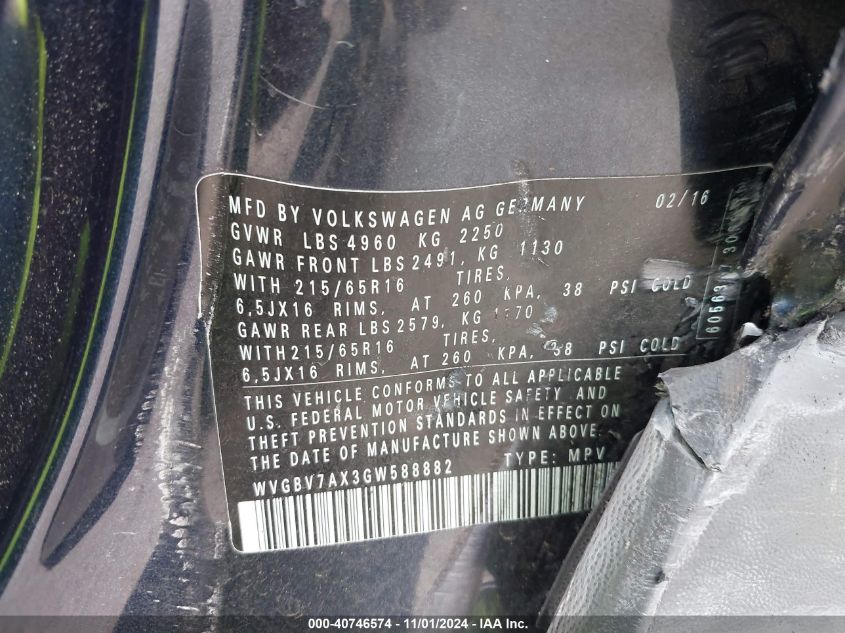 MFD BY VOLKSWAGEN AG GERMANY 02/16
GVWR LBS 4960 KG 2250
GAWR FRONT LBS 2491, KG 1130
WITH 215/65R16 TIRES,
6,5JX16 RIMS, AT 260 KPA, 38 PSI COLD
GAWR REAR LBS 2579, KG 1170
WITH 215/65R16 TIRES,
6,5JX16 RIMS, AT 260 KPA, 38 PSI COLD
THIS VEHICLE CONFORMS TO ALL APPLICABLE
U.S. FEDERAL MOTOR VEHICLE SAFETY AND
THEFT PREVENTION STANDARDS IN EFFECT ON
THE DATE OF MANUFACTURE SHOWN ABOVE.
WVGBV7AX3GW588882 TYPE: MPV
000-40746574 - 11/01/2024 - IAA Inc.